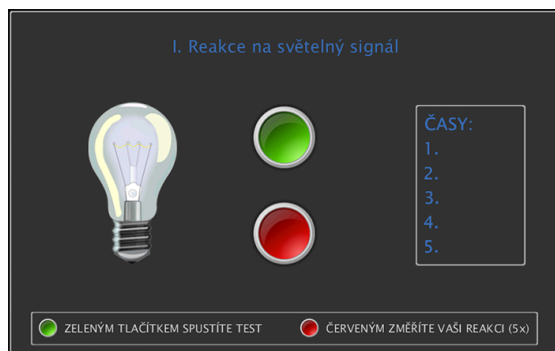 I. Reakce na světelný signál
ČASY:
1.
2.
3.
4.
5.
ZELENÝM TLAČÍTKEM SPUSTÍTE TEST
ČERVENÝM ZMĚŘÍTE VAŠI REAKCI (5x)